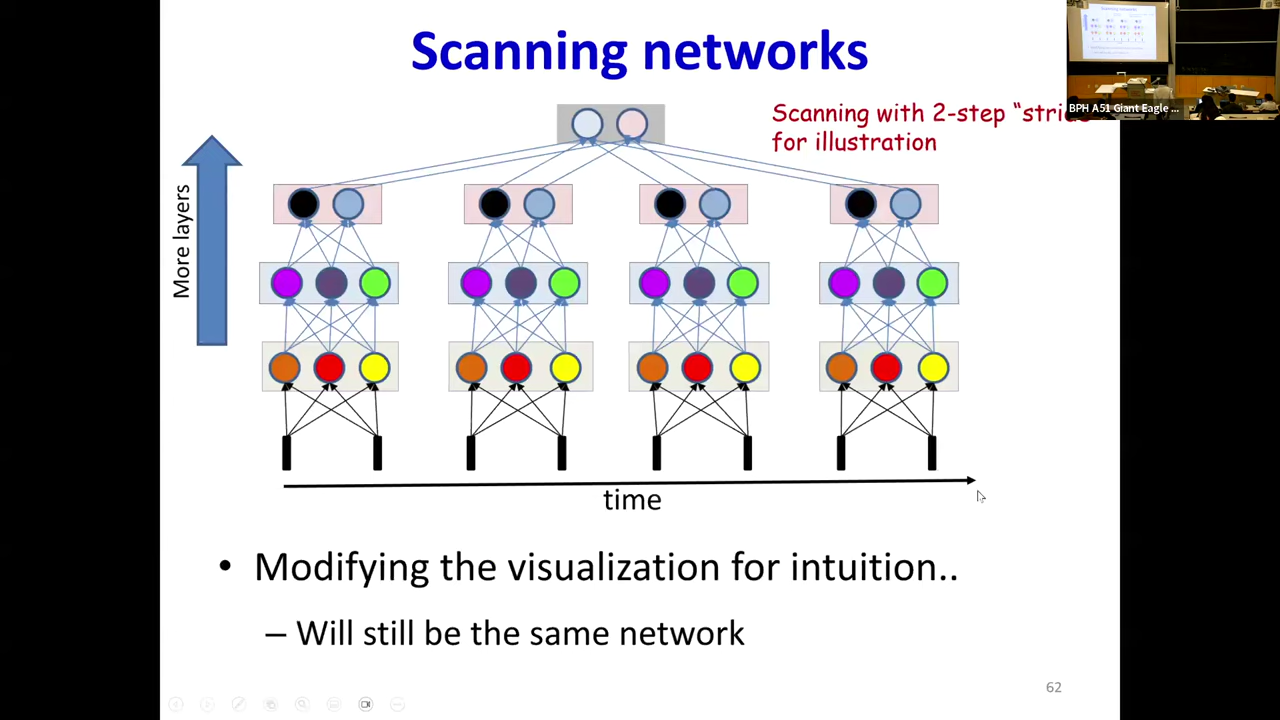 Scanning networks
BPH A51 Giant Eagle ...
Scanning with 2-step “stride”
for illustration
More layers
time
• Modifying the visualization for intuition..
– Will still be the same network
62